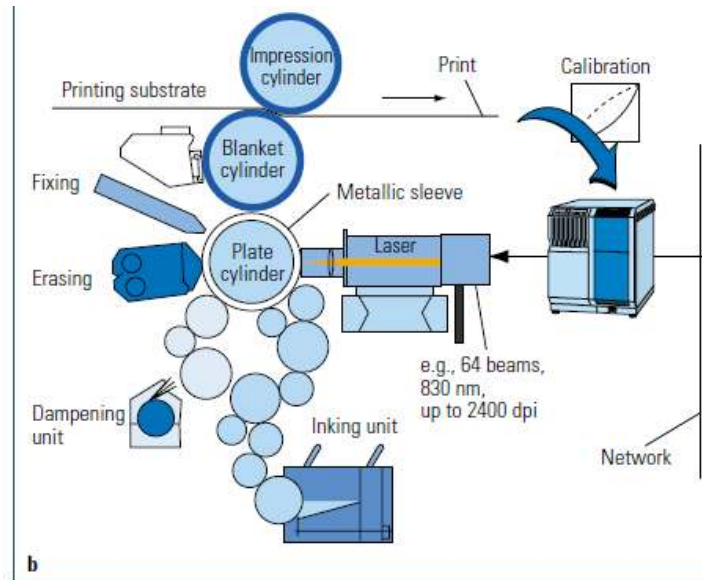 Impression
cylinder
Printing substrate
Print
Calibration
Blanket
cylinder
Fixing
Metallic sleeve
Plate
cylinder
Laser
Erasing
e.g., 64 beams,
830 nm,
up to 2400 dpi
Dampening
unit
Inking unit
Network
b